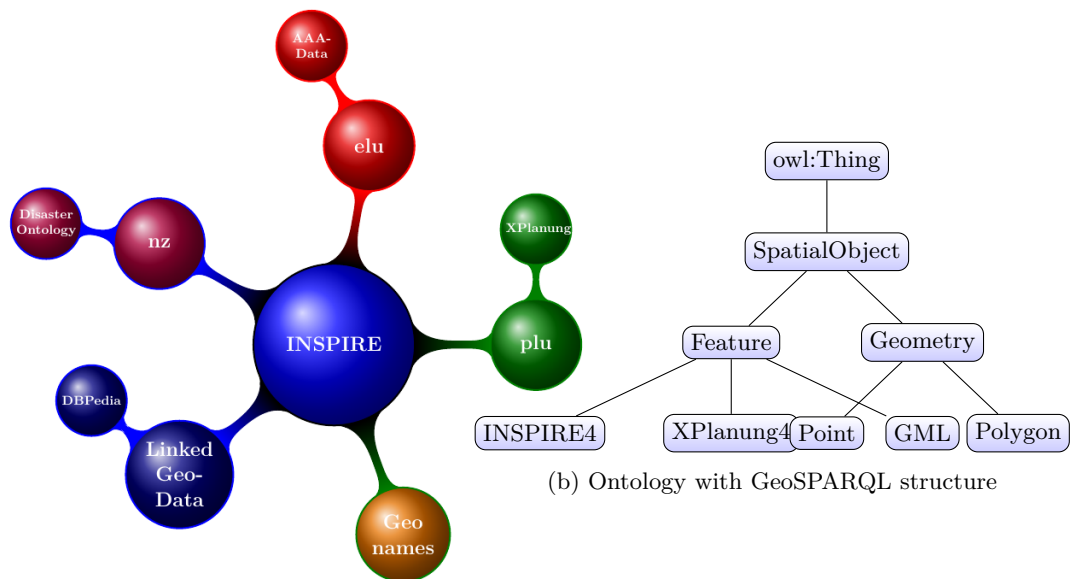 AAA-
Data
elu
Disaster
Ontology
nz
XPlanung
INSPIRE
plu
DBPedia
Linked
Geo-
Data
Geo
names
owl:Thing
SpatialObject
Feature
Geometry
INSPIRE4
XPlanung4
Point
GML
Polygon
(b) Ontology with GeoSPARQL structure